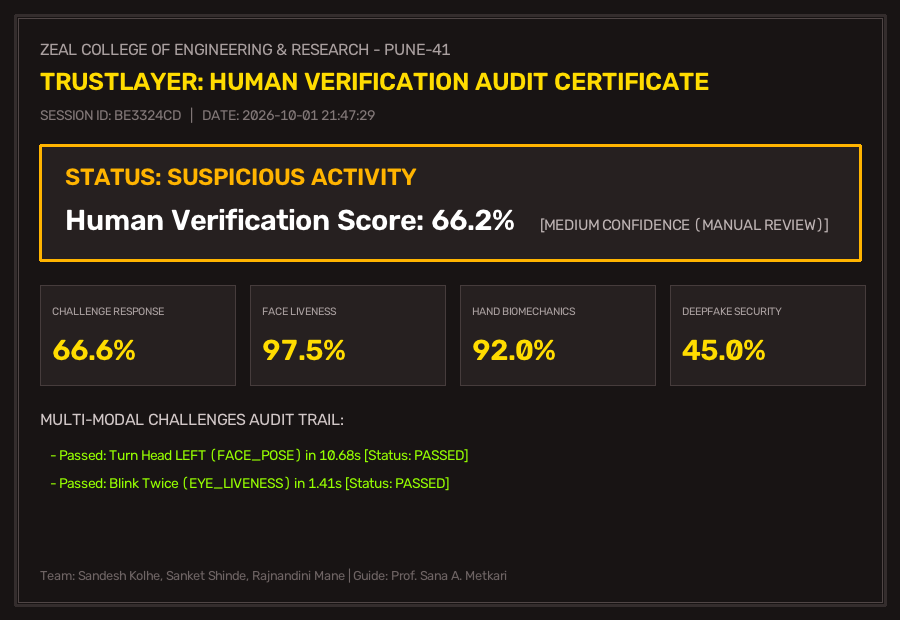 ZEAL COLLEGE OF ENGINEERING & RESEARCH - PUNE-41
TRUSTLAYER: HUMAN VERIFICATION AUDIT CERTIFICATE
SESSION ID: BE3324CD | DATE: 2026-10-01 21:47:29
STATUS: SUSPICIOUS ACTIVITY
Human Verification Score: 66.2% [MEDIUM CONFIDENCE (MANUAL REVIEW)]
CHALLENGE RESPONSE
66.6%
FACE LIVENESS
97.5%
HAND BIOMECHANICS
92.0%
DEEPFAKE SECURITY
45.0%
MULTI-MODAL CHALLENGES AUDIT TRAIL:
- Passed: Turn Head LEFT (FACE_POSE) in 10.68s [Status: PASSED]
- Passed: Blink Twice (EYE_LIVENESS) in 1.41s [Status: PASSED]
Team: Sandesh Kolhe, Sanket Shinde, Rajnandini Mane | Guide: Prof. Sana A. Metkari